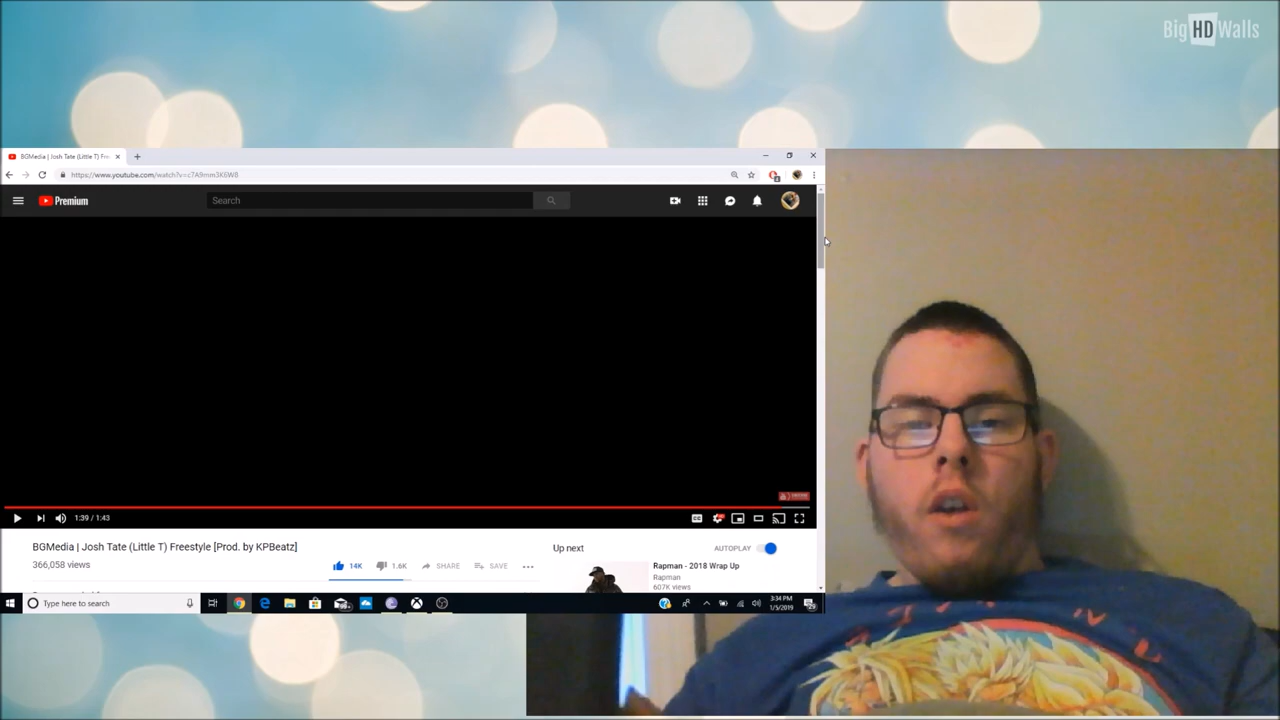 Big HD Walls
BGMedia | Josh Tate (Little T) Fre
https://www.youtube.com/watch?v=c7A9mm3K6W8
Premium
Search
1:39 / 1:43
BGMedia | Josh Tate (Little T) Freestyle [Prod. by KPBeatz]
366,058 views
14K
1.6K
SHARE
SAVE
Up next
AUTOPLAY
Rapman - 2018 Wrap Up
Rapman
607K views
Type here to search
99+
3:34 PM
1/5/2019